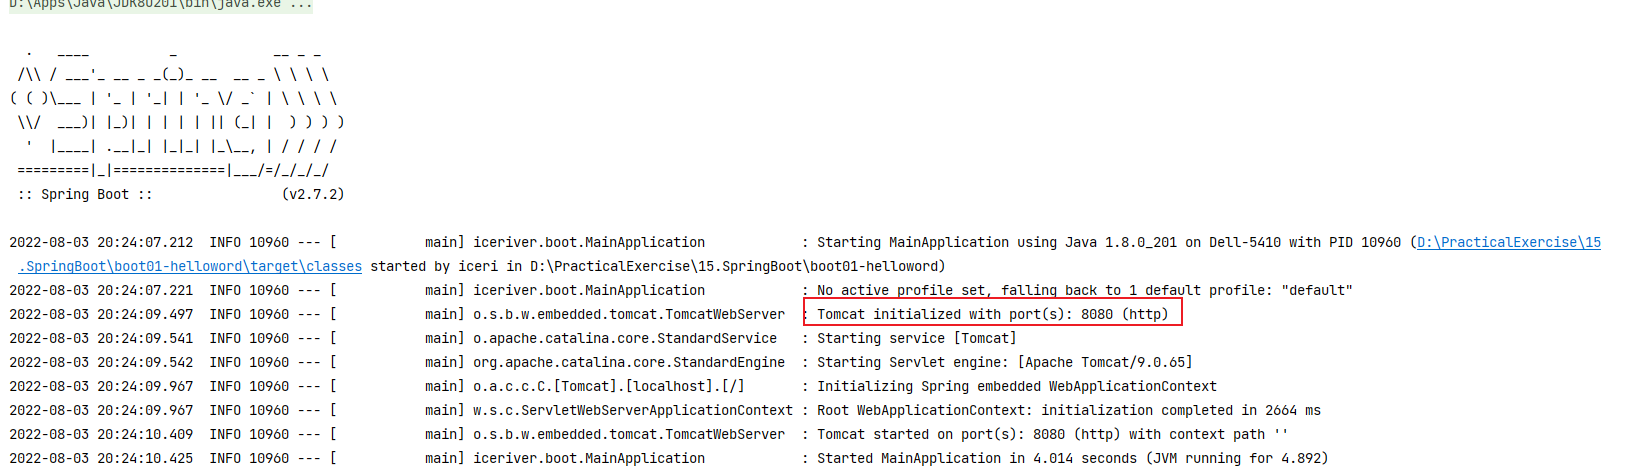 D:\Apps\Java\JDK8U201\bin\java.exe ...
  .   ____          _            __ _ _
 /\\ / ___'_ __ _ _(_)_ __  __ _ \ \ \ \
( ( )\___ | '_ | '_| | '_ \/ _` | \ \ \ \
 \\/  ___)| |_)| | | | | || (_| |  ) ) ) )
  '  |____| .__|_| |_|_| |_\__, | / / / /
 =========|_|==============|___/=/_/_/_/
 :: Spring Boot ::                (v2.7.2)
2022-08-03 20:24:07.212  INFO 10960 --- [           main] iceriver.boot.MainApplication            : Starting MainApplication using Java 1.8.0_201 on Dell-5410 with PID 10960 (D:\PracticalExercise\15
 .SpringBoot\boot01-helloword\target\classes started by iceri in D:\PracticalExercise\15.SpringBoot\boot01-helloword)
2022-08-03 20:24:07.221  INFO 10960 --- [           main] iceriver.boot.MainApplication            : No active profile set, falling back to 1 default profile: "default"
2022-08-03 20:24:09.497  INFO 10960 --- [           main] o.s.b.w.embedded.tomcat.TomcatWebServer  : Tomcat initialized with port(s): 8080 (http)
2022-08-03 20:24:09.541  INFO 10960 --- [           main] o.apache.catalina.core.StandardService   : Starting service [Tomcat]
2022-08-03 20:24:09.542  INFO 10960 --- [           main] org.apache.catalina.core.StandardEngine  : Starting Servlet engine: [Apache Tomcat/9.0.65]
2022-08-03 20:24:09.967  INFO 10960 --- [           main] o.a.c.c.C.[Tomcat].[localhost].[/]       : Initializing Spring embedded WebApplicationContext
2022-08-03 20:24:09.967  INFO 10960 --- [           main] w.s.c.ServletWebServerApplicationContext : Root WebApplicationContext: initialization completed in 2664 ms
2022-08-03 20:24:10.409  INFO 10960 --- [           main] o.s.b.w.embedded.tomcat.TomcatWebServer  : Tomcat started on port(s): 8080 (http) with context path ''
2022-08-03 20:24:10.425  INFO 10960 --- [           main] iceriver.boot.MainApplication            : Started MainApplication in 4.014 seconds (JVM running for 4.892)